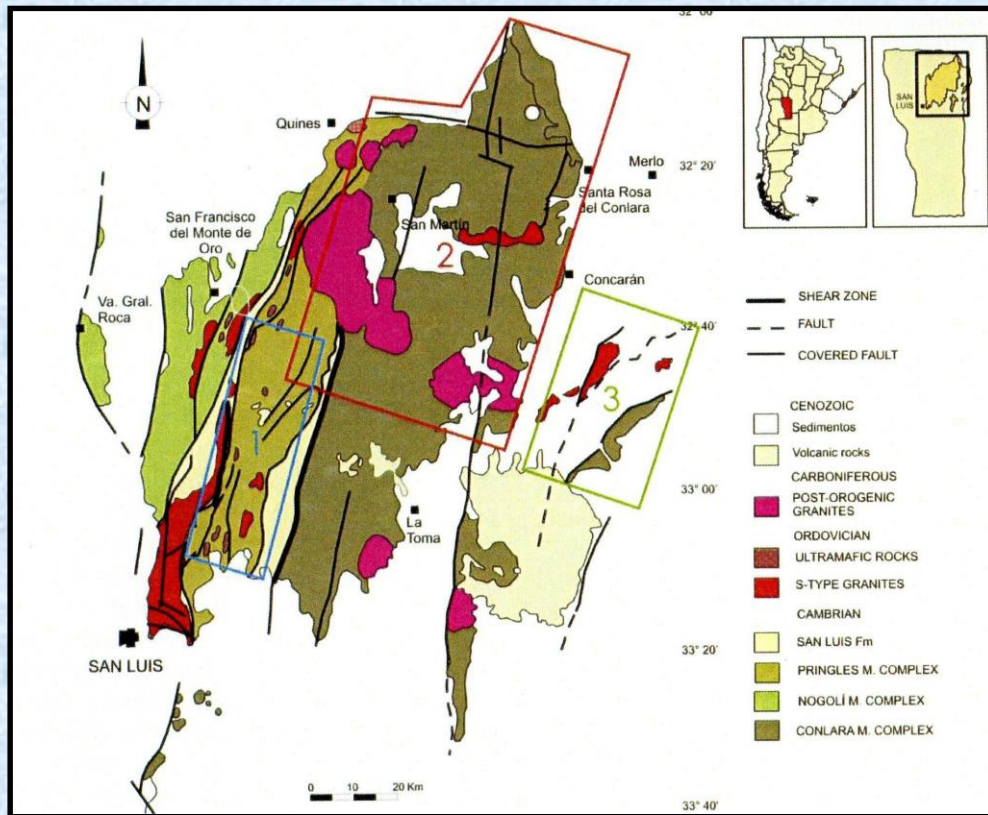 32° 00'
N
SAN LUIS
Quines
32° 20'
Merlo
Santa Rosa
del Conlara
San Martín
San Francisco
del Monte de
Oro
2
Concarán
Va. Gral.
Roca
32° 40'
SHEAR ZONE
FAULT
COVERED FAULT
3
1
CENOZOIC
Sedimentos
Volcanic rocks
CARBONIFEROUS
POST-OROGENIC
GRANITES
33° 00'
La
Toma
ORDOVICIAN
ULTRAMAFIC ROCKS
S-TYPE GRANITES
CAMBRIAN
SAN LUIS Fm
33° 20'
SAN LUIS
PRINGLES M. COMPLEX
NOGOLÍ M. COMPLEX
CONLARA M. COMPLEX
0 10 20 Km
33° 40'